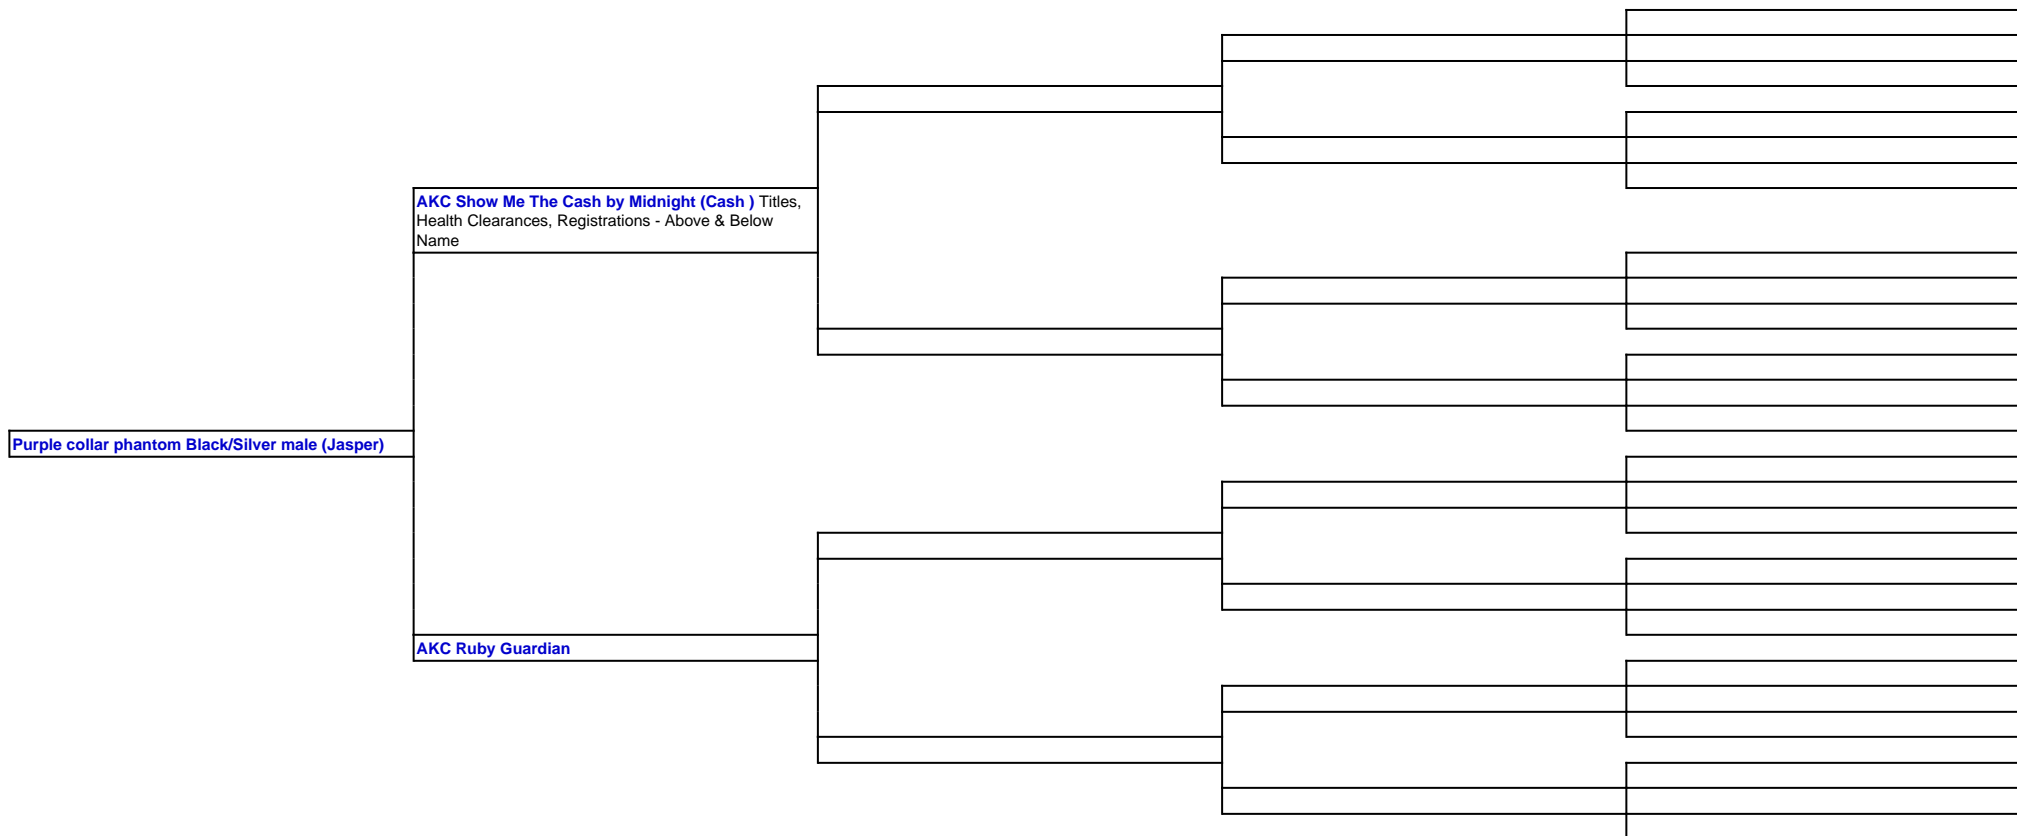 AKC Show Me The Cash by Midnight (Cash ) Titles,
Health Clearances, Registrations - Above & Below
Name
Purple collar phantom Black/Silver male (Jasper)
AKC Ruby Guardian